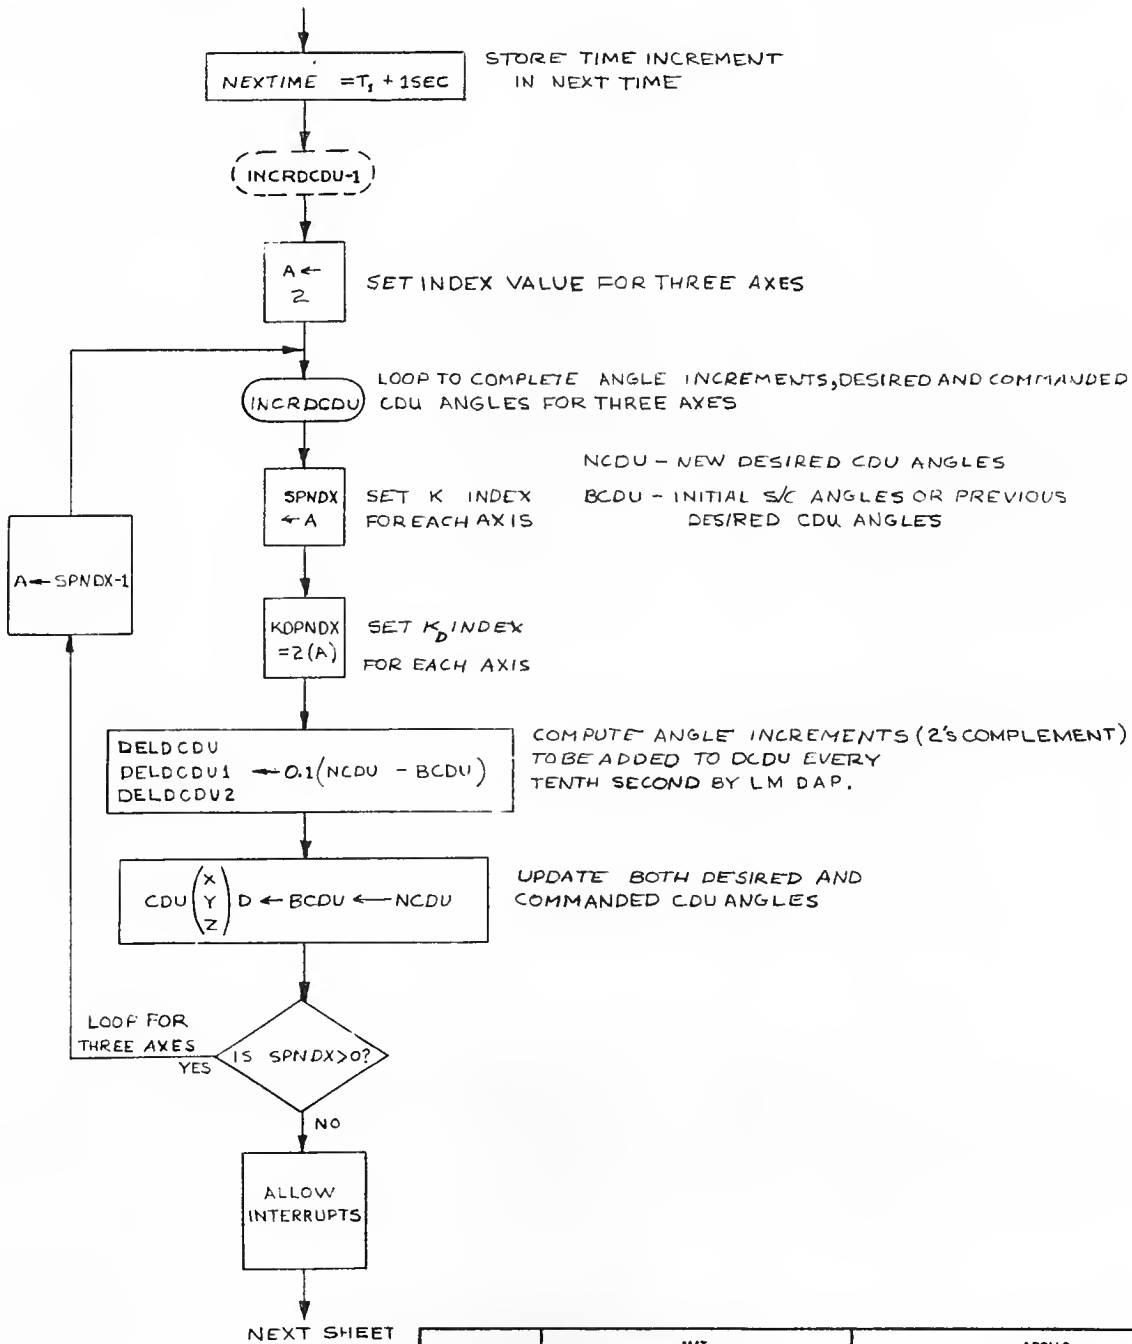 NEXTIME = T1 + 1SEC
STORE TIME INCREMENT
IN NEXT TIME
INCRDCDU-1
A ←
2
SET INDEX VALUE FOR THREE AXES
INCRDCDU
LOOP TO COMPLETE ANGLE INCREMENTS, DESIRED AND COMMANDED
CDU ANGLES FOR THREE AXES
NCDU - NEW DESIRED CDU ANGLES
BCDU - INITIAL S/C ANGLES OR PREVIOUS
DESIRED CDU ANGLES
SPNDX
← A
SET K INDEX
FOR EACH AXIS
A ← SPNDX-1
KDPNDX
= 2(A)
SET KD INDEX
FOR EACH AXIS
DELDCDU
DELDCDU1 ← 0.1(NCDU - BCDU)
DELDCDU2
COMPUTE ANGLE INCREMENTS (2'S COMPLEMENT)
TO BE ADDED TO DCDU EVERY
TENTH SECOND BY LM DAP.
X
CDU (Y) D ← BCDU ← NCDU
Z
UPDATE BOTH DESIRED AND
COMMANDED CDU ANGLES
LOOP FOR
THREE AXES
YES
IS SPNDX>0?
NO
ALLOW
INTERRUPTS
NEXT SHEET